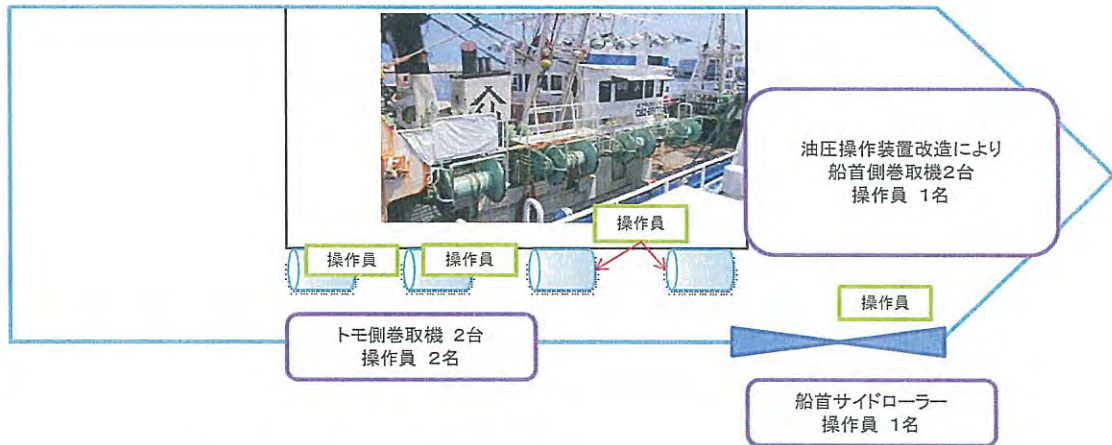 油圧操作装置改造により
船首側巻取機2台
操作員 1名
操作員
操作員
操作員
操作員
トモ側巻取機 2台
操作員 2名
船首サイドローラー
操作員 1名